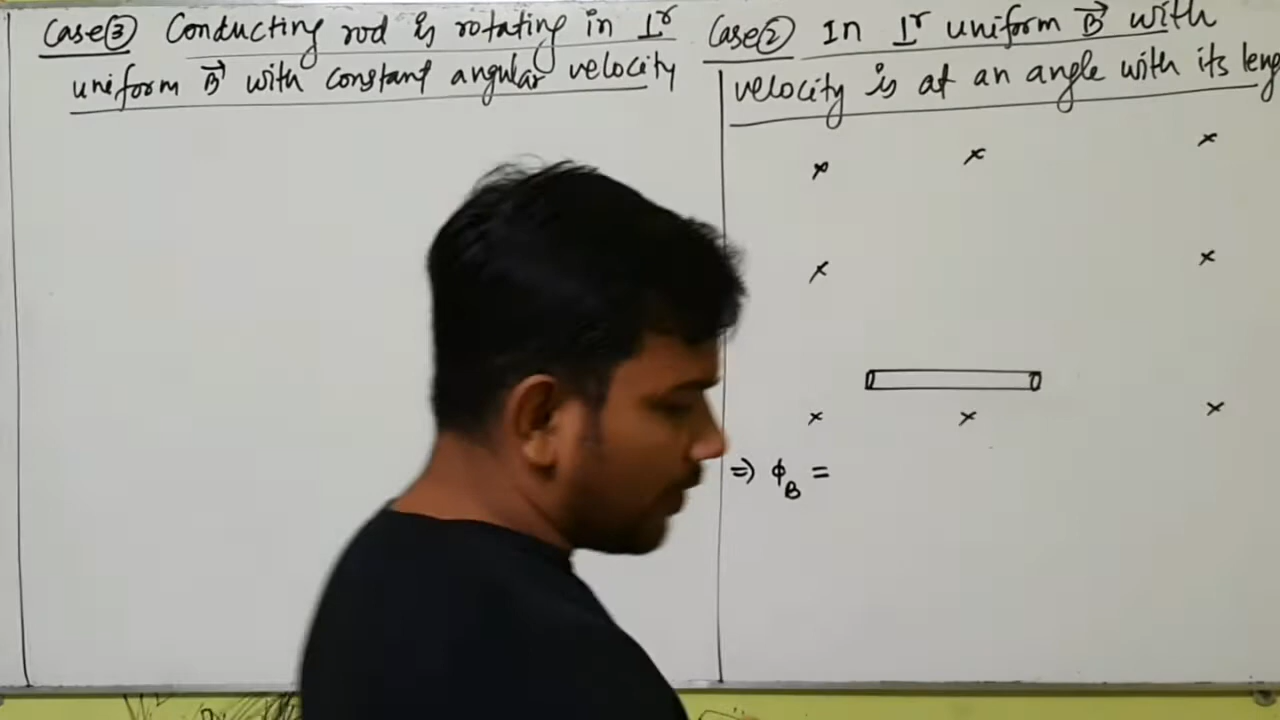 Case③ Conducting rod is rotating in ⊥ʳ
uniform B⃗ with constant angular velocity
Case② In ⊥ʳ uniform B⃗ with
velocity is at an angle with its leng
x x x
x x
x x x
⇒ ϕ_B =